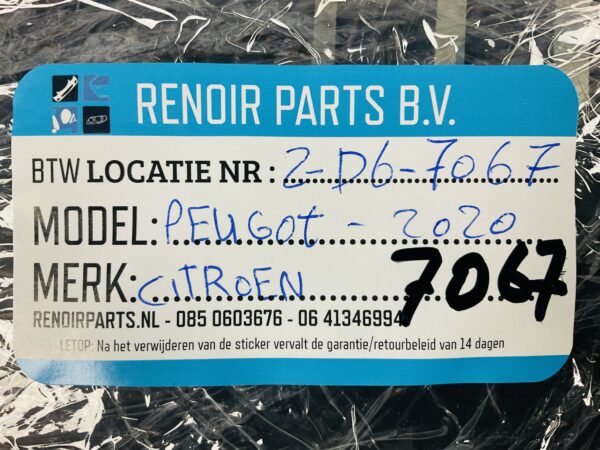 RENOIR PARTS B.V.
BTW LOCATIE NR : 2-D6-7067
MODEL: PEUGOt - 2020
MERK: CiTROEN 7067
RENOIRPARTS.NL - 085 0603676 - 06 41346994
LETOP: Na het verwijderen van de sticker vervalt de garantie/retourbeleid van 14 dagen